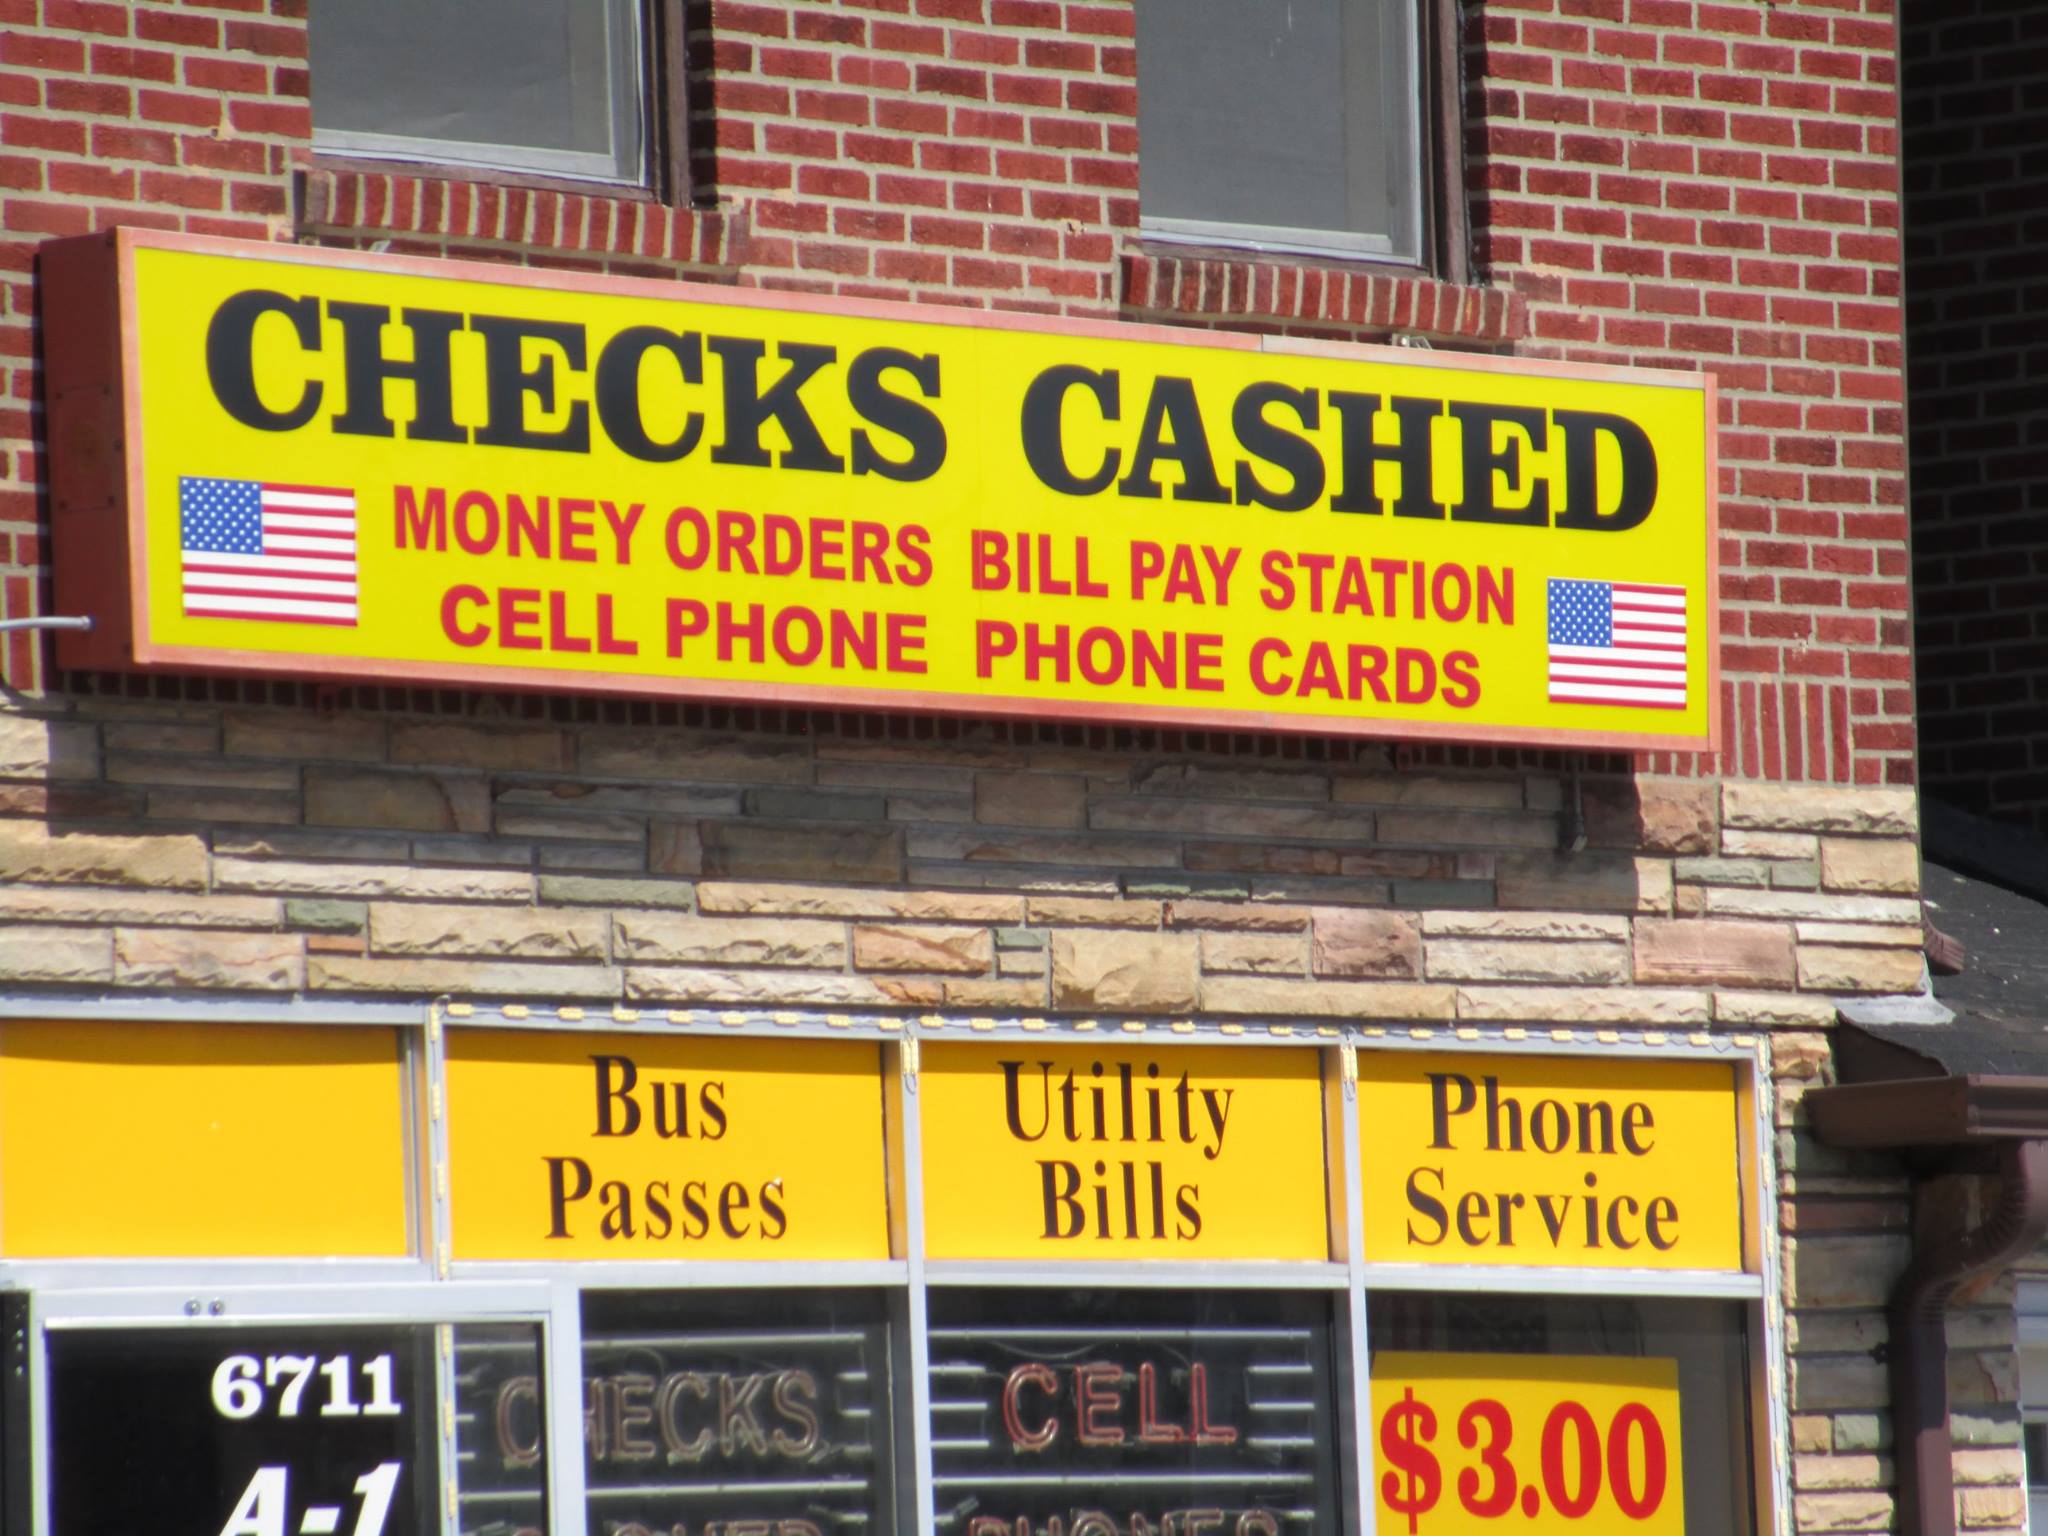 CHECKS CASHED
MONEY ORDERS BILL PAY STATION
CELL PHONE PHONE CARDS
Bus
Passes
Utility
Bills
Phone
Service
6711
A-1
CHECKS
CELL
PHONES
$3.00